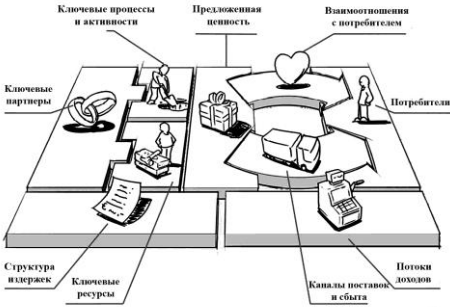 Ключевые процессы
и активности
Предложенная
ценность
Взаимоотношения
с потребителем
Ключевые
партнеры
Потребители
Структура
издержек
Ключевые
ресурсы
Каналы поставок
и сбыта
Потоки
доходов